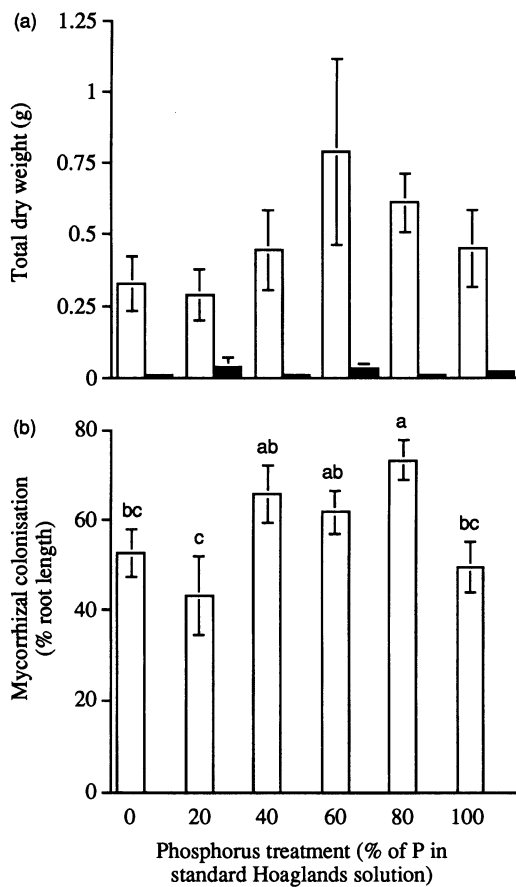 (a)
1.25
1
0.75
0.5
0.25
0
Total dry weight (g)
(b)
80
60
40
20
0
Mycorrhizal colonisation
(% root length)
bc
c
ab
ab
a
bc
0 20 40 60 80 100
Phosphorus treatment (% of P in
standard Hoaglands solution)